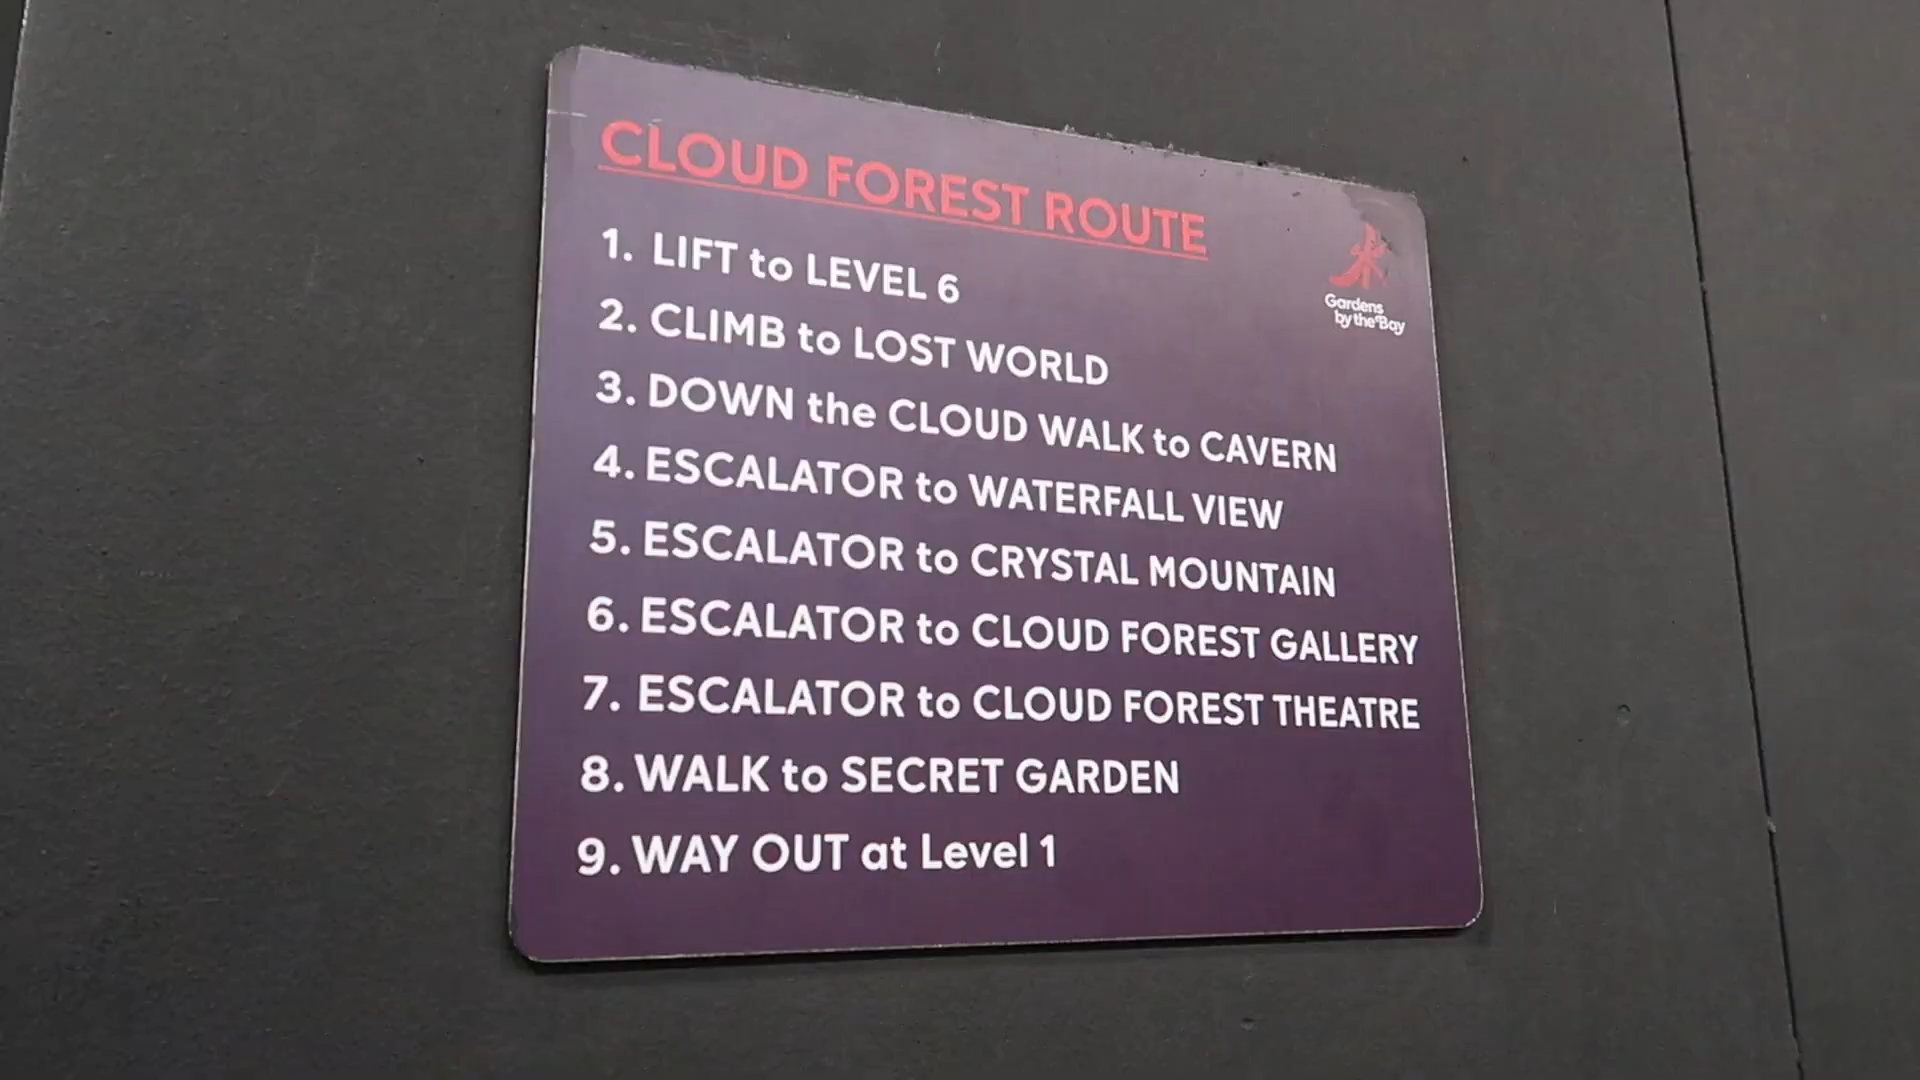 CLOUD FOREST ROUTE
1. LIFT to LEVEL 6
2. CLIMB to LOST WORLD
3. DOWN the CLOUD WALK to CAVERN
4. ESCALATOR to WATERFALL VIEW
5. ESCALATOR to CRYSTAL MOUNTAIN
6. ESCALATOR to CLOUD FOREST GALLERY
7. ESCALATOR to CLOUD FOREST THEATRE
8. WALK to SECRET GARDEN
9. WAY OUT at Level 1
Gardens
by the Bay